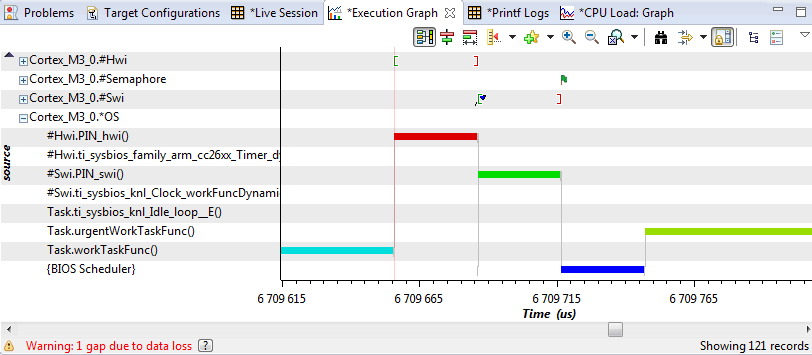 Problems Target Configurations *Live Session *Execution Graph *Printf Logs *CPU Load: Graph
Cortex_M3_0.#Hwi
Cortex_M3_0.#Semaphore
Cortex_M3_0.#Swi
Cortex_M3_0.*OS
#Hwi.PIN_hwi()
#Hwi.ti_sysbios_family_arm_cc26xx_Timer_dy
#Swi.PIN_swi()
#Swi.ti_sysbios_knl_Clock_workFuncDynami
Task.ti_sysbios_knl_Idle_loop__E()
Task.urgentWorkTaskFunc()
Task.workTaskFunc()
{BIOS Scheduler}
source
6 709 615 6 709 665 6 709 715 6 709 765
Time (us)
Warning: 1 gap due to data loss ? Showing 121 records